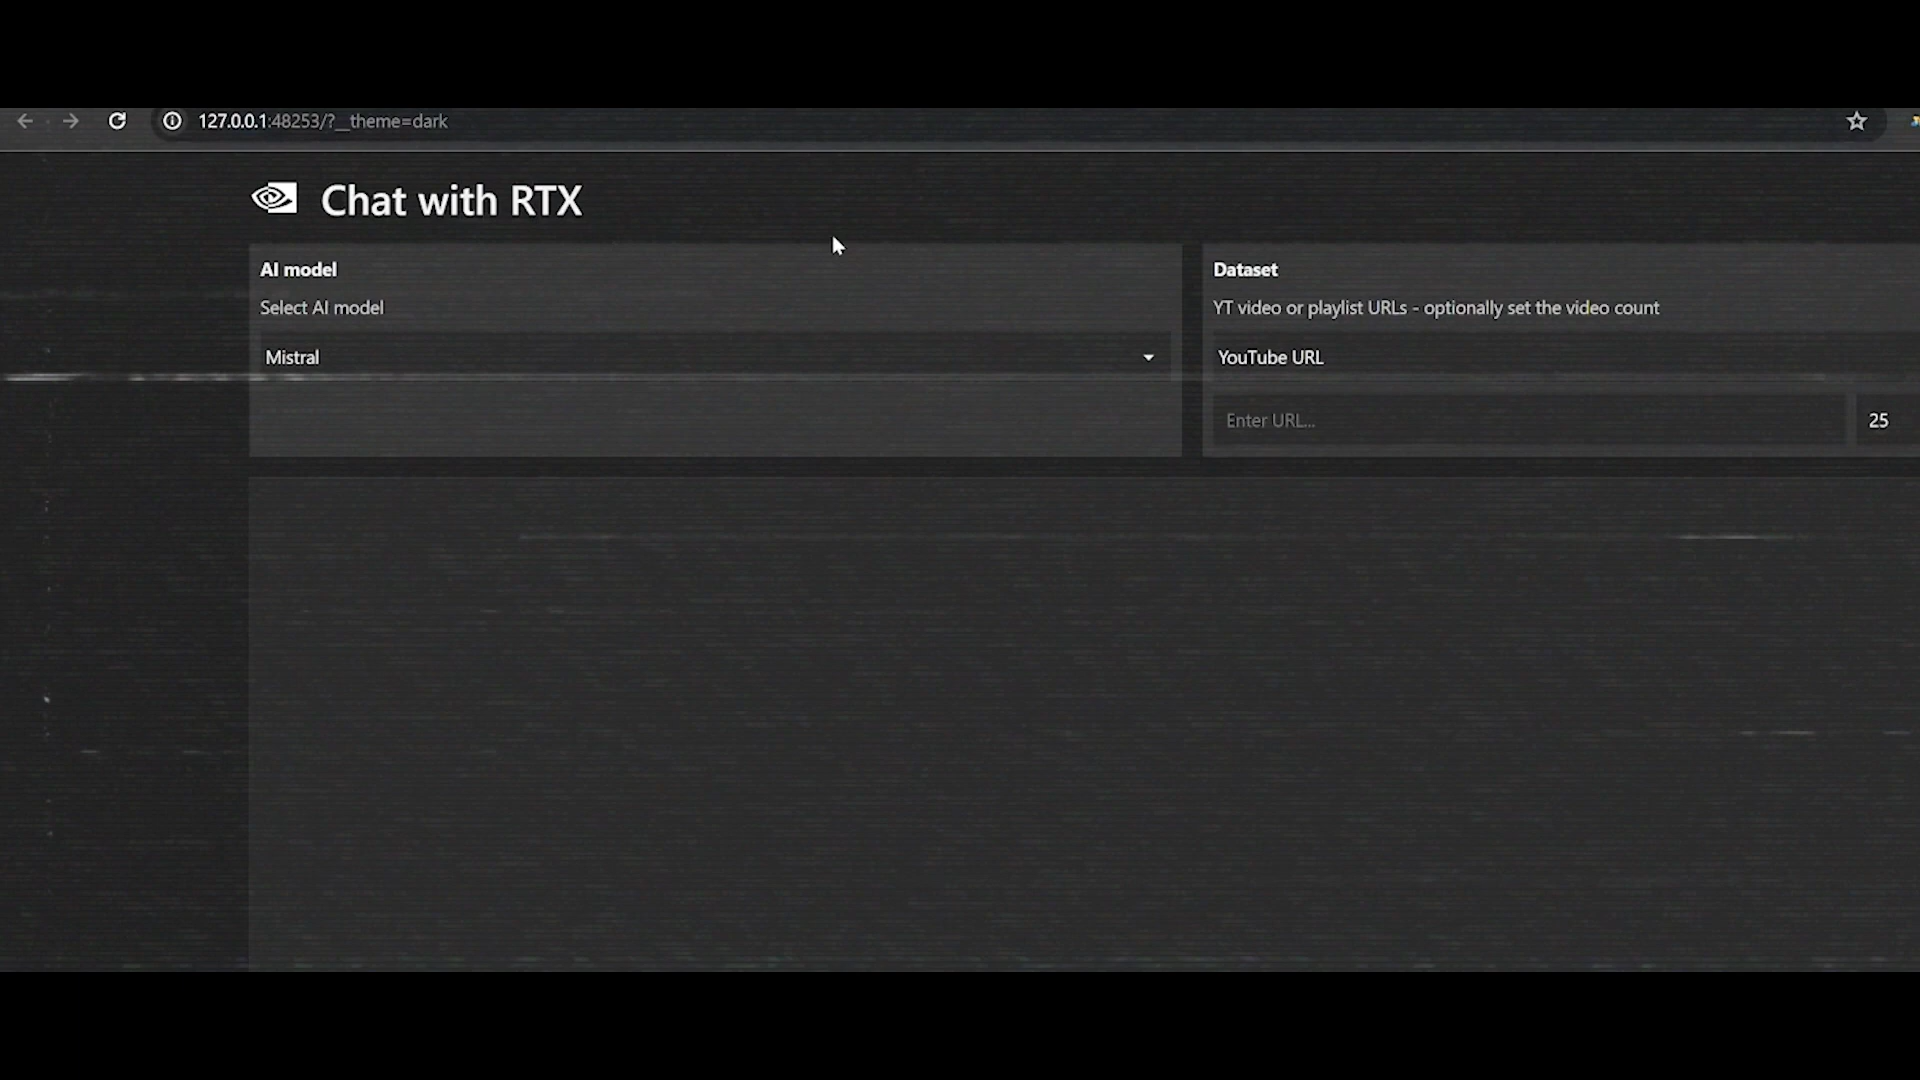 127.0.0.1:48253/?__theme=dark
Chat with RTX
AI model
Select AI model
Mistral
Dataset
YT video or playlist URLs - optionally set the video count
YouTube URL
Enter URL...
25